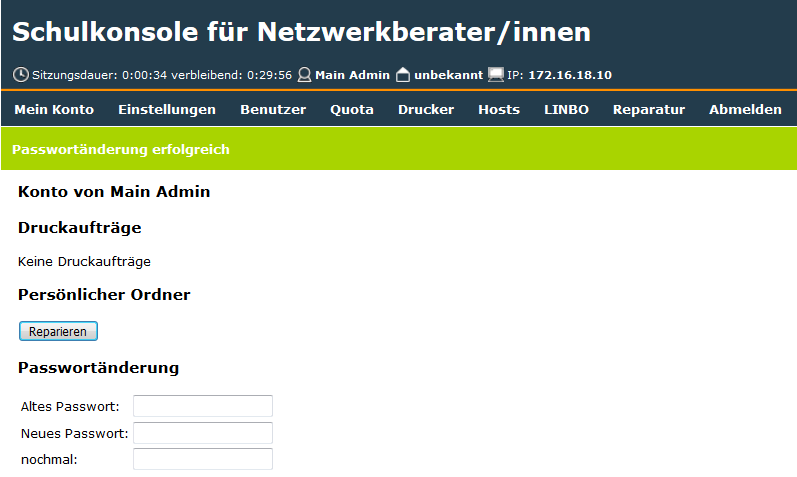 Schulkonsole für Netzwerkberater/innen
Sitzungsdauer: 0:00:34 verbleibend: 0:29:56 Main Admin unbekannt IP: 172.16.18.10
Mein Konto Einstellungen Benutzer Quota Drucker Hosts LINBO Reparatur Abmelden
Passwortänderung erfolgreich
Konto von Main Admin
Druckaufträge
Keine Druckaufträge
Persönlicher Ordner
Reparieren
Passwortänderung
Altes Passwort:
Neues Passwort:
nochmal: